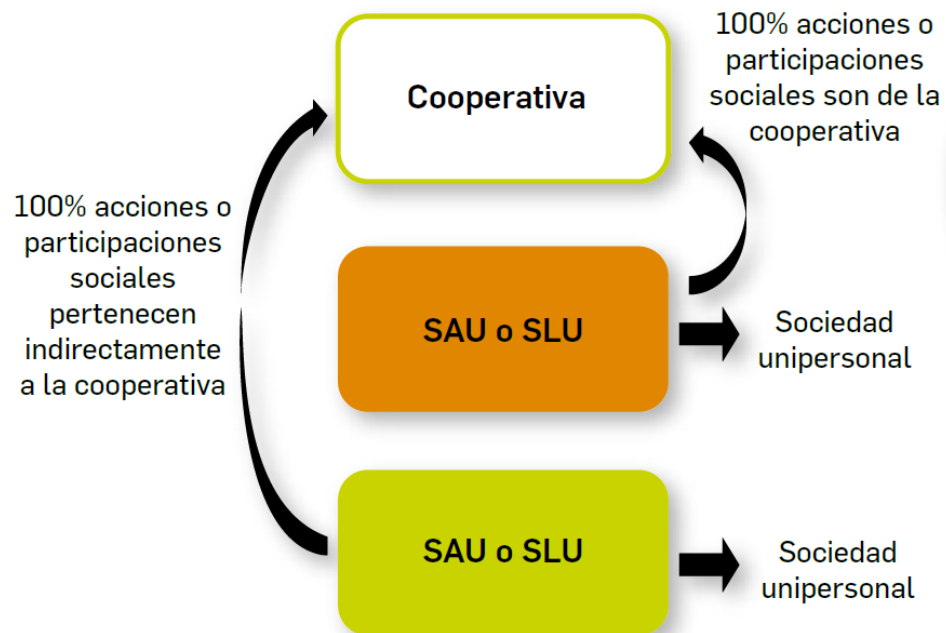 Cooperativa
100% acciones o
participaciones
sociales son de la
cooperativa
100% acciones o
participaciones
sociales
pertenecen
indirectamente
a la cooperativa
SAU o SLU
Sociedad
unipersonal
SAU o SLU
Sociedad
unipersonal